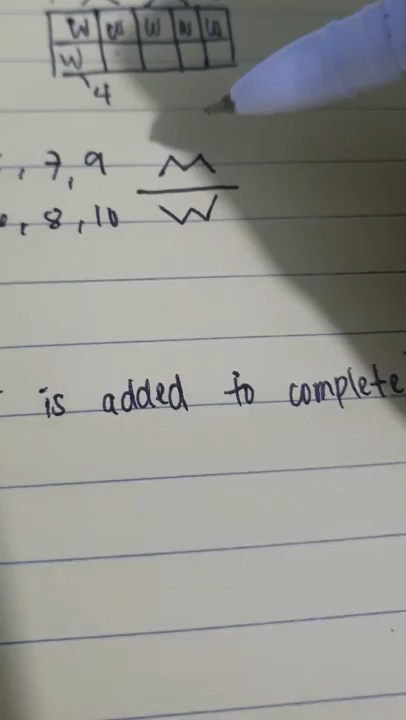 W W W W W
W
4
, 7, 9 M
, 8, 10 W
is added to complete